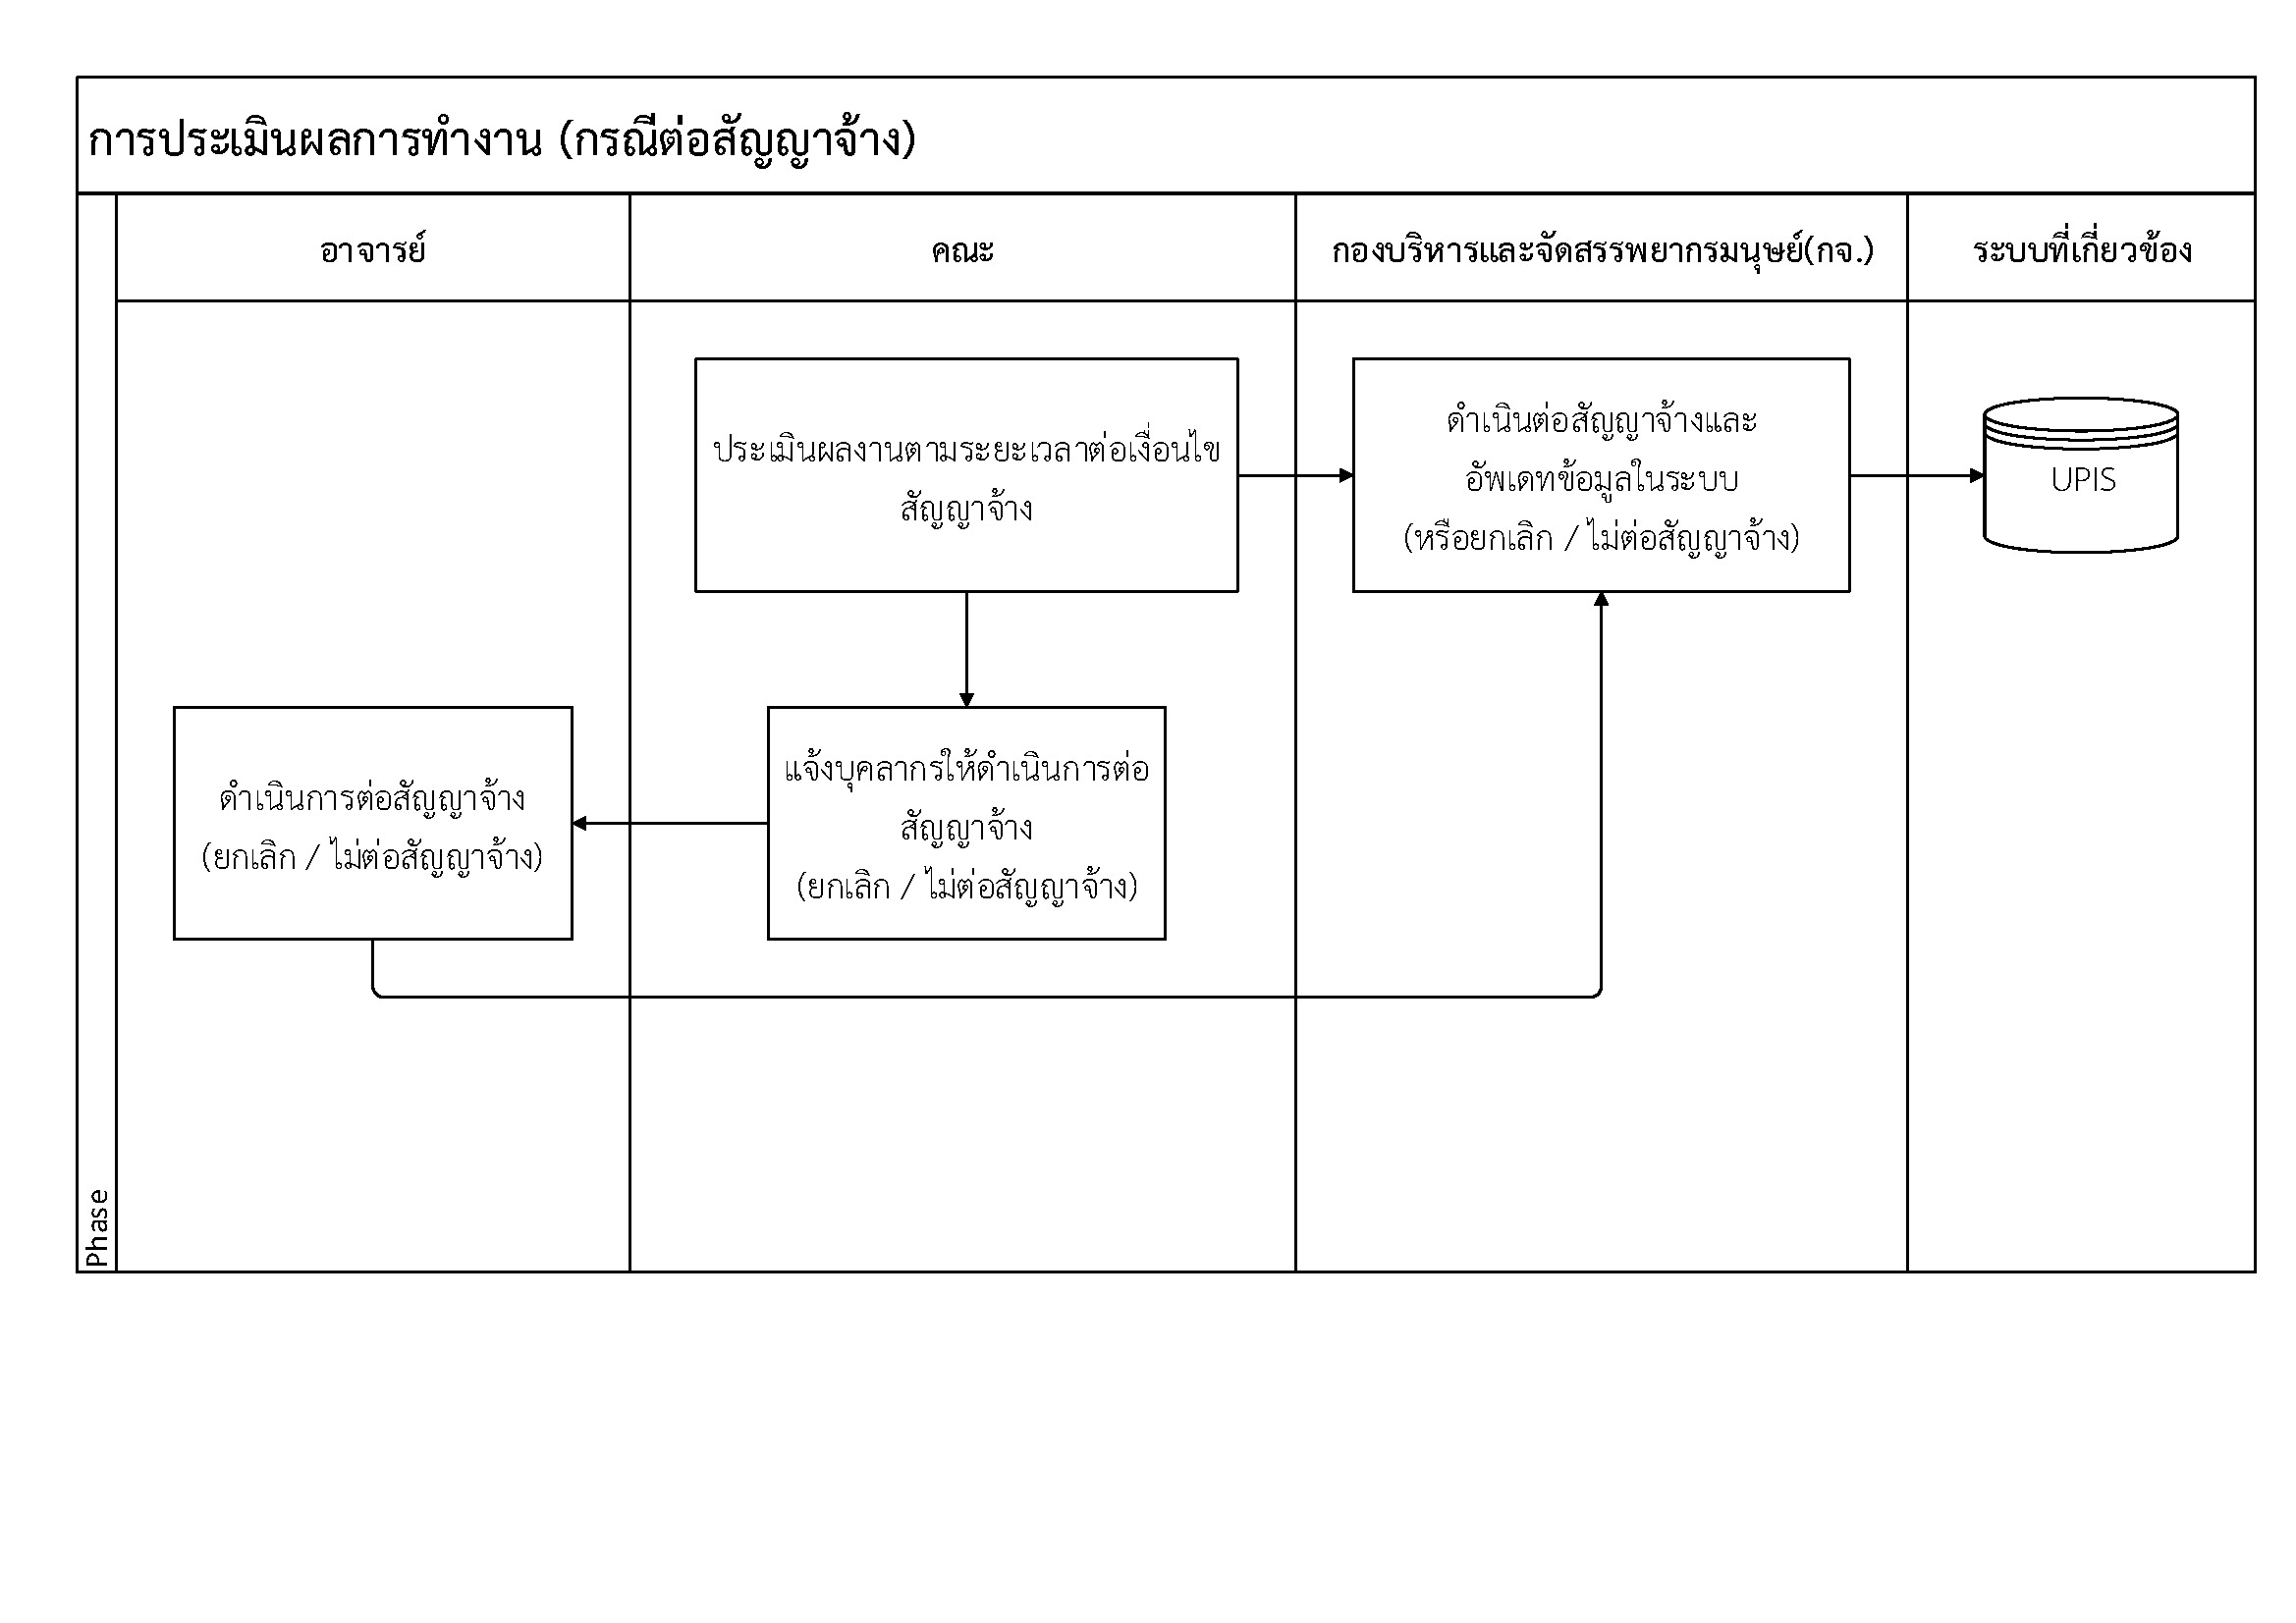 การประเมินผลการทำงาน (กรณีต่อสัญญาจ้าง)
อาจารย์
คณะ
กองบริหารและจัดสรรพยากรมนุษย์(กจ.)
ระบบที่เกี่ยวข้อง
ประเมินผลงานตามระยะเวลาต่อเงื่อนไข
สัญญาจ้าง
ดำเนินต่อสัญญาจ้างและ
อัพเดทข้อมูลในระบบ
(หรือยกเลิก / ไม่ต่อสัญญาจ้าง)
UPIS
ดำเนินการต่อสัญญาจ้าง
(ยกเลิก / ไม่ต่อสัญญาจ้าง)
แจ้งบุคลากรให้ดำเนินการต่อ
สัญญาจ้าง
(ยกเลิก / ไม่ต่อสัญญาจ้าง)
Phase